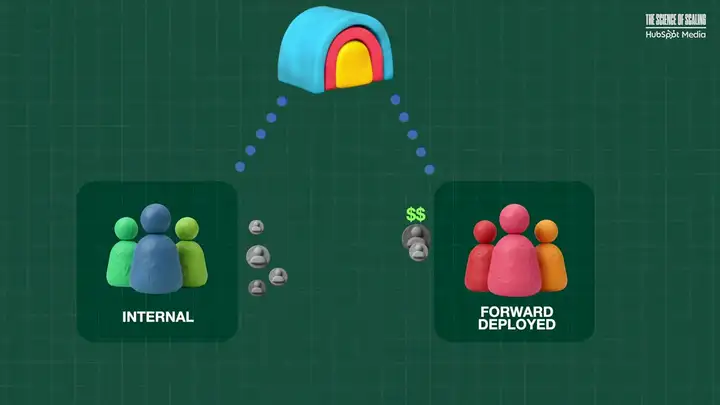 THE SCIENCE OF SCALING
HubSpot Media
$$
INTERNAL
FORWARD
DEPLOYED